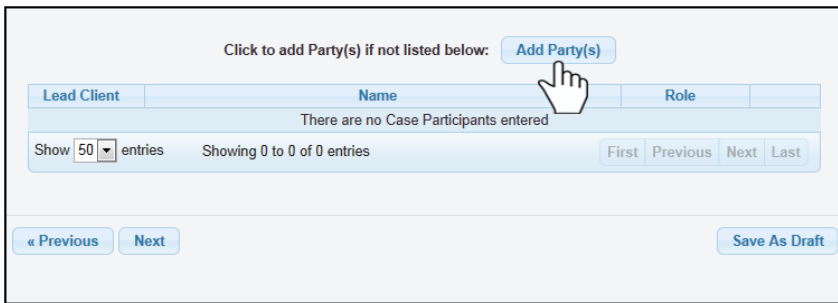 Click to add Party(s) if not listed below: Add Party(s)
Lead Client Name Role
There are no Case Participants entered
Show 50 entries Showing 0 to 0 of 0 entries First Previous Next Last
« Previous Next Save As Draft